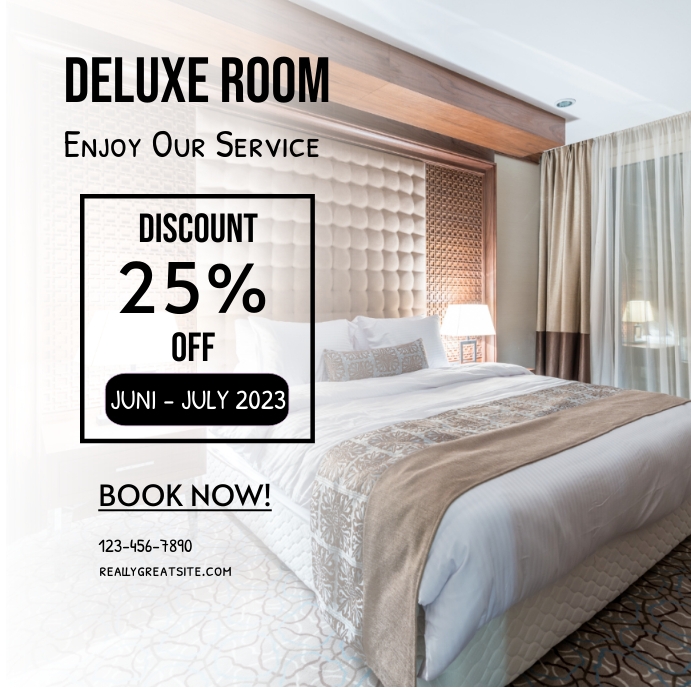 DELUXE ROOM
Enjoy Our Service
DISCOUNT
25%
OFF
JUNI - JULY 2023
BOOK NOW!
123-456-7890
REALLYGREATSITE.COM